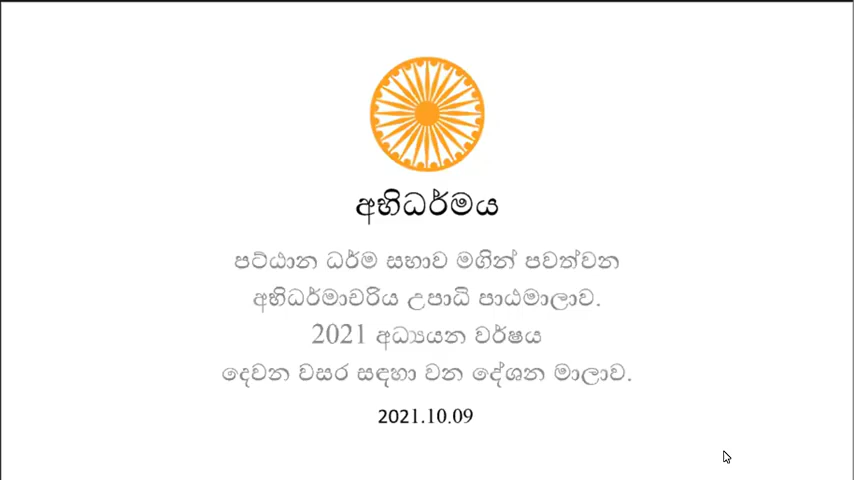 අභිධර්මය
පට්ඨාන ධර්ම සභාව මගින් පවත්වන
අභිධර්මාචරිය උපාධි පාඨමාලාව.
2021 අධ්‍යයන වර්ෂය
දෙවන වසර සඳහා වන දේශන මාලාව.
2021.10.09